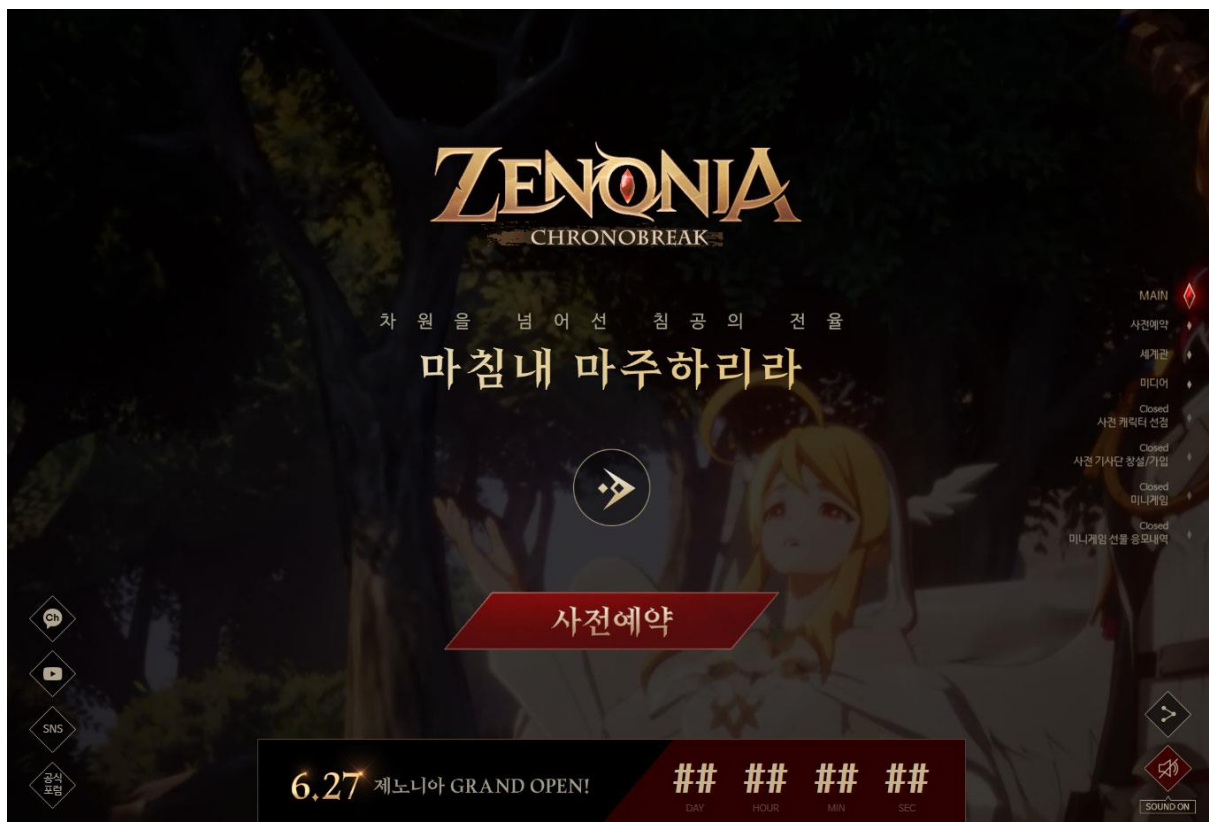 ZENONIA
CHRONOBREAK
차원을 넘어선 침공의 전율
마침내 마주하리라
사전예약
MAIN
사전예약
세계관
미디어
Closed
사전 캐릭터 선점
Closed
사전 기사단 창설/가입
Closed
미니게임
Closed
미니게임 선물 응모내역
Ch
SNS
공식
포럼
6.27 제노니아 GRAND OPEN!
## ## ## ##
DAY HOUR MIN SEC
SOUND ON